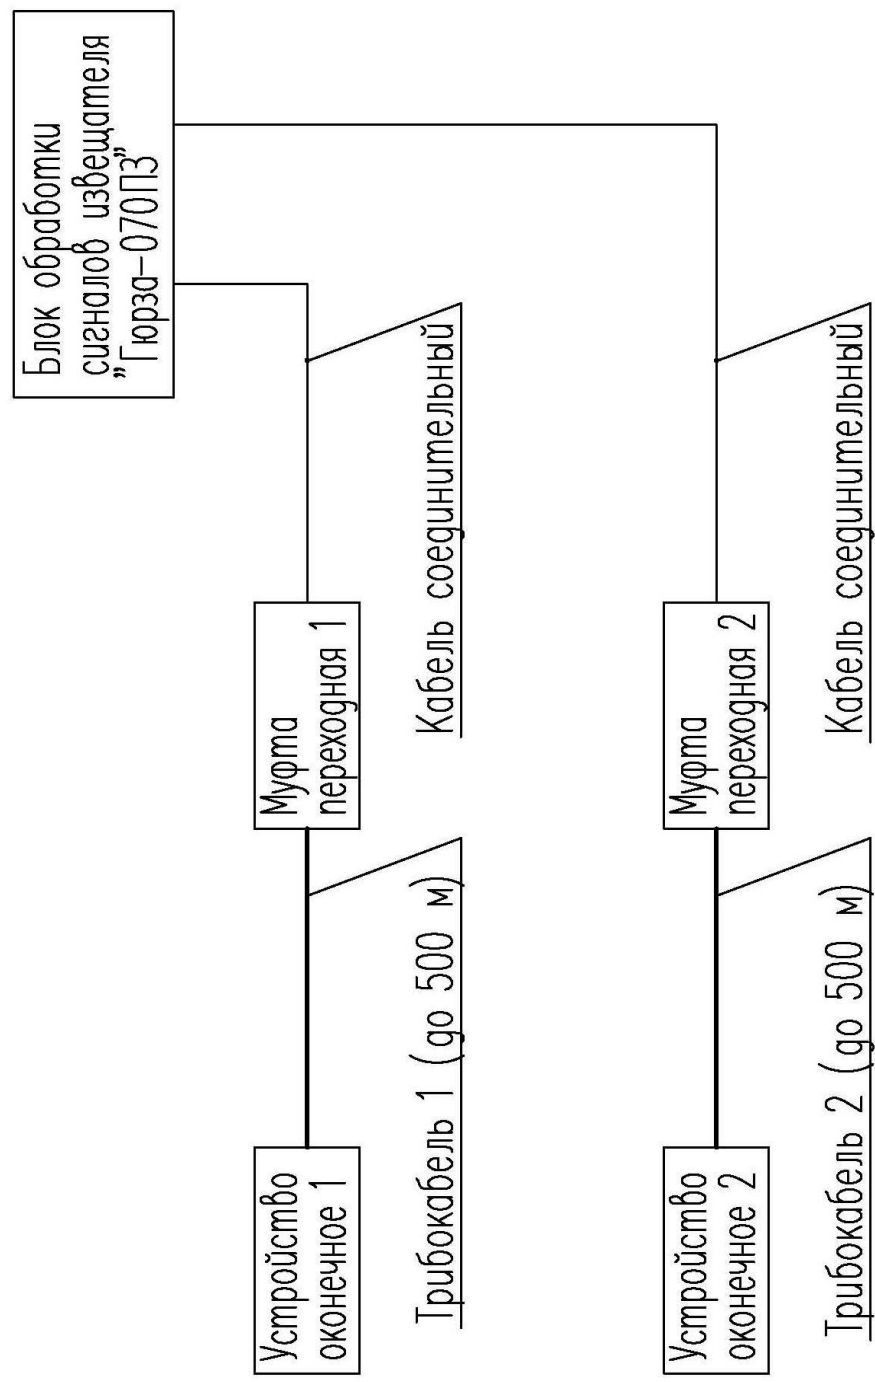 Блок обработки
сигналов извещателя
"Гюрза-070ПЗ"
Муфта
переходная 1
Кабель соединительный
Устройство
оконечное 1
Трибокабель 1 (до 500 м)
Муфта
переходная 2
Кабель соединительный
Устройство
оконечное 2
Трибокабель 2 (до 500 м)